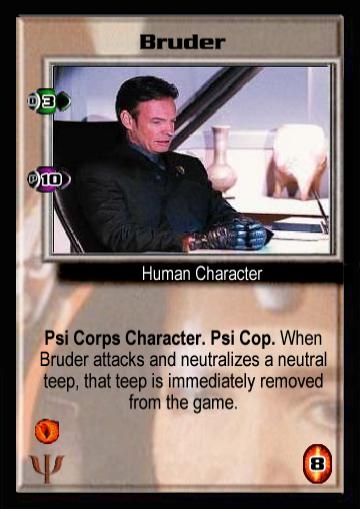 Bruder
D 3
P 10
Human Character
Psi Corps Character. Psi Cop. When
Bruder attacks and neutralizes a neutral
teep, that teep is immediately removed
from the game.
Ψ
8